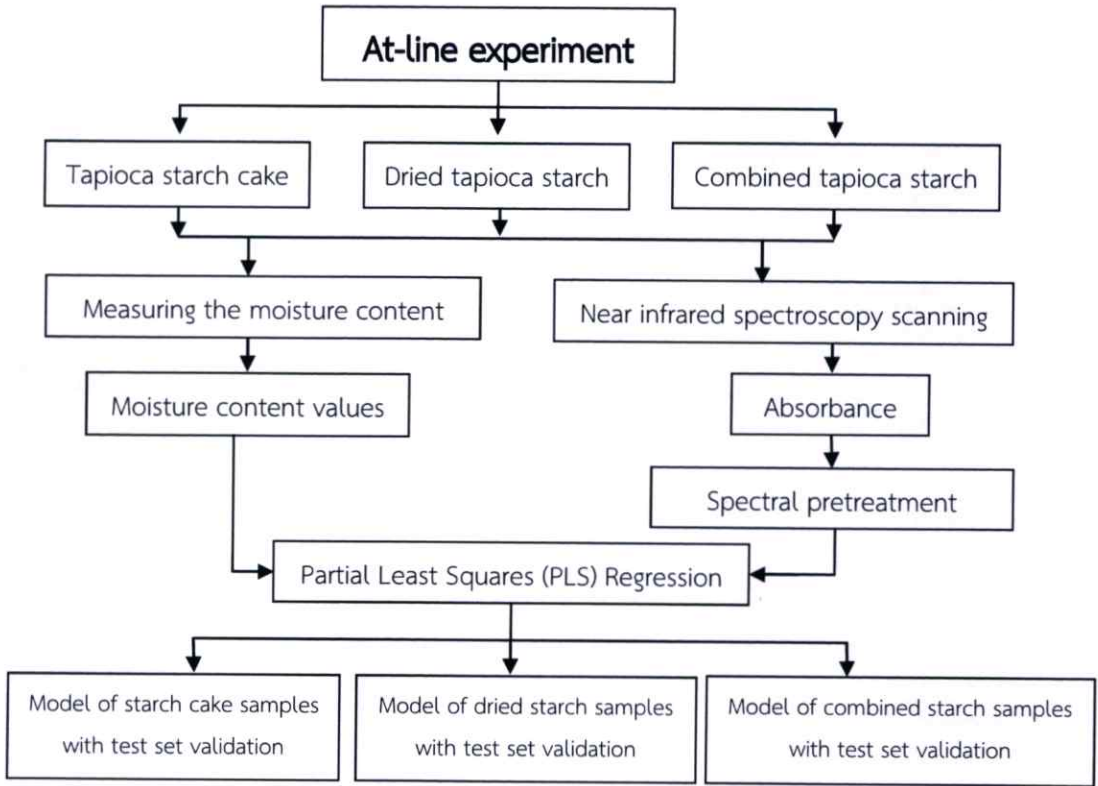 At-line experiment
Tapioca starch cake
Dried tapioca starch
Combined tapioca starch
Measuring the moisture content
Near infrared spectroscopy scanning
Moisture content values
Absorbance
Spectral pretreatment
Partial Least Squares (PLS) Regression
Model of starch cake samples
with test set validation
Model of dried starch samples
with test set validation
Model of combined starch samples
with test set validation